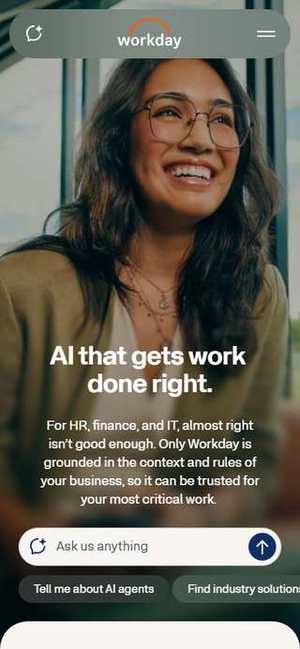 workday
AI that gets work
done right.
For HR, finance, and IT, almost right
isn't good enough. Only Workday is
grounded in the context and rules of
your business, so it can be trusted for
your most critical work.
Ask us anything
Tell me about AI agents
Find industry solutions